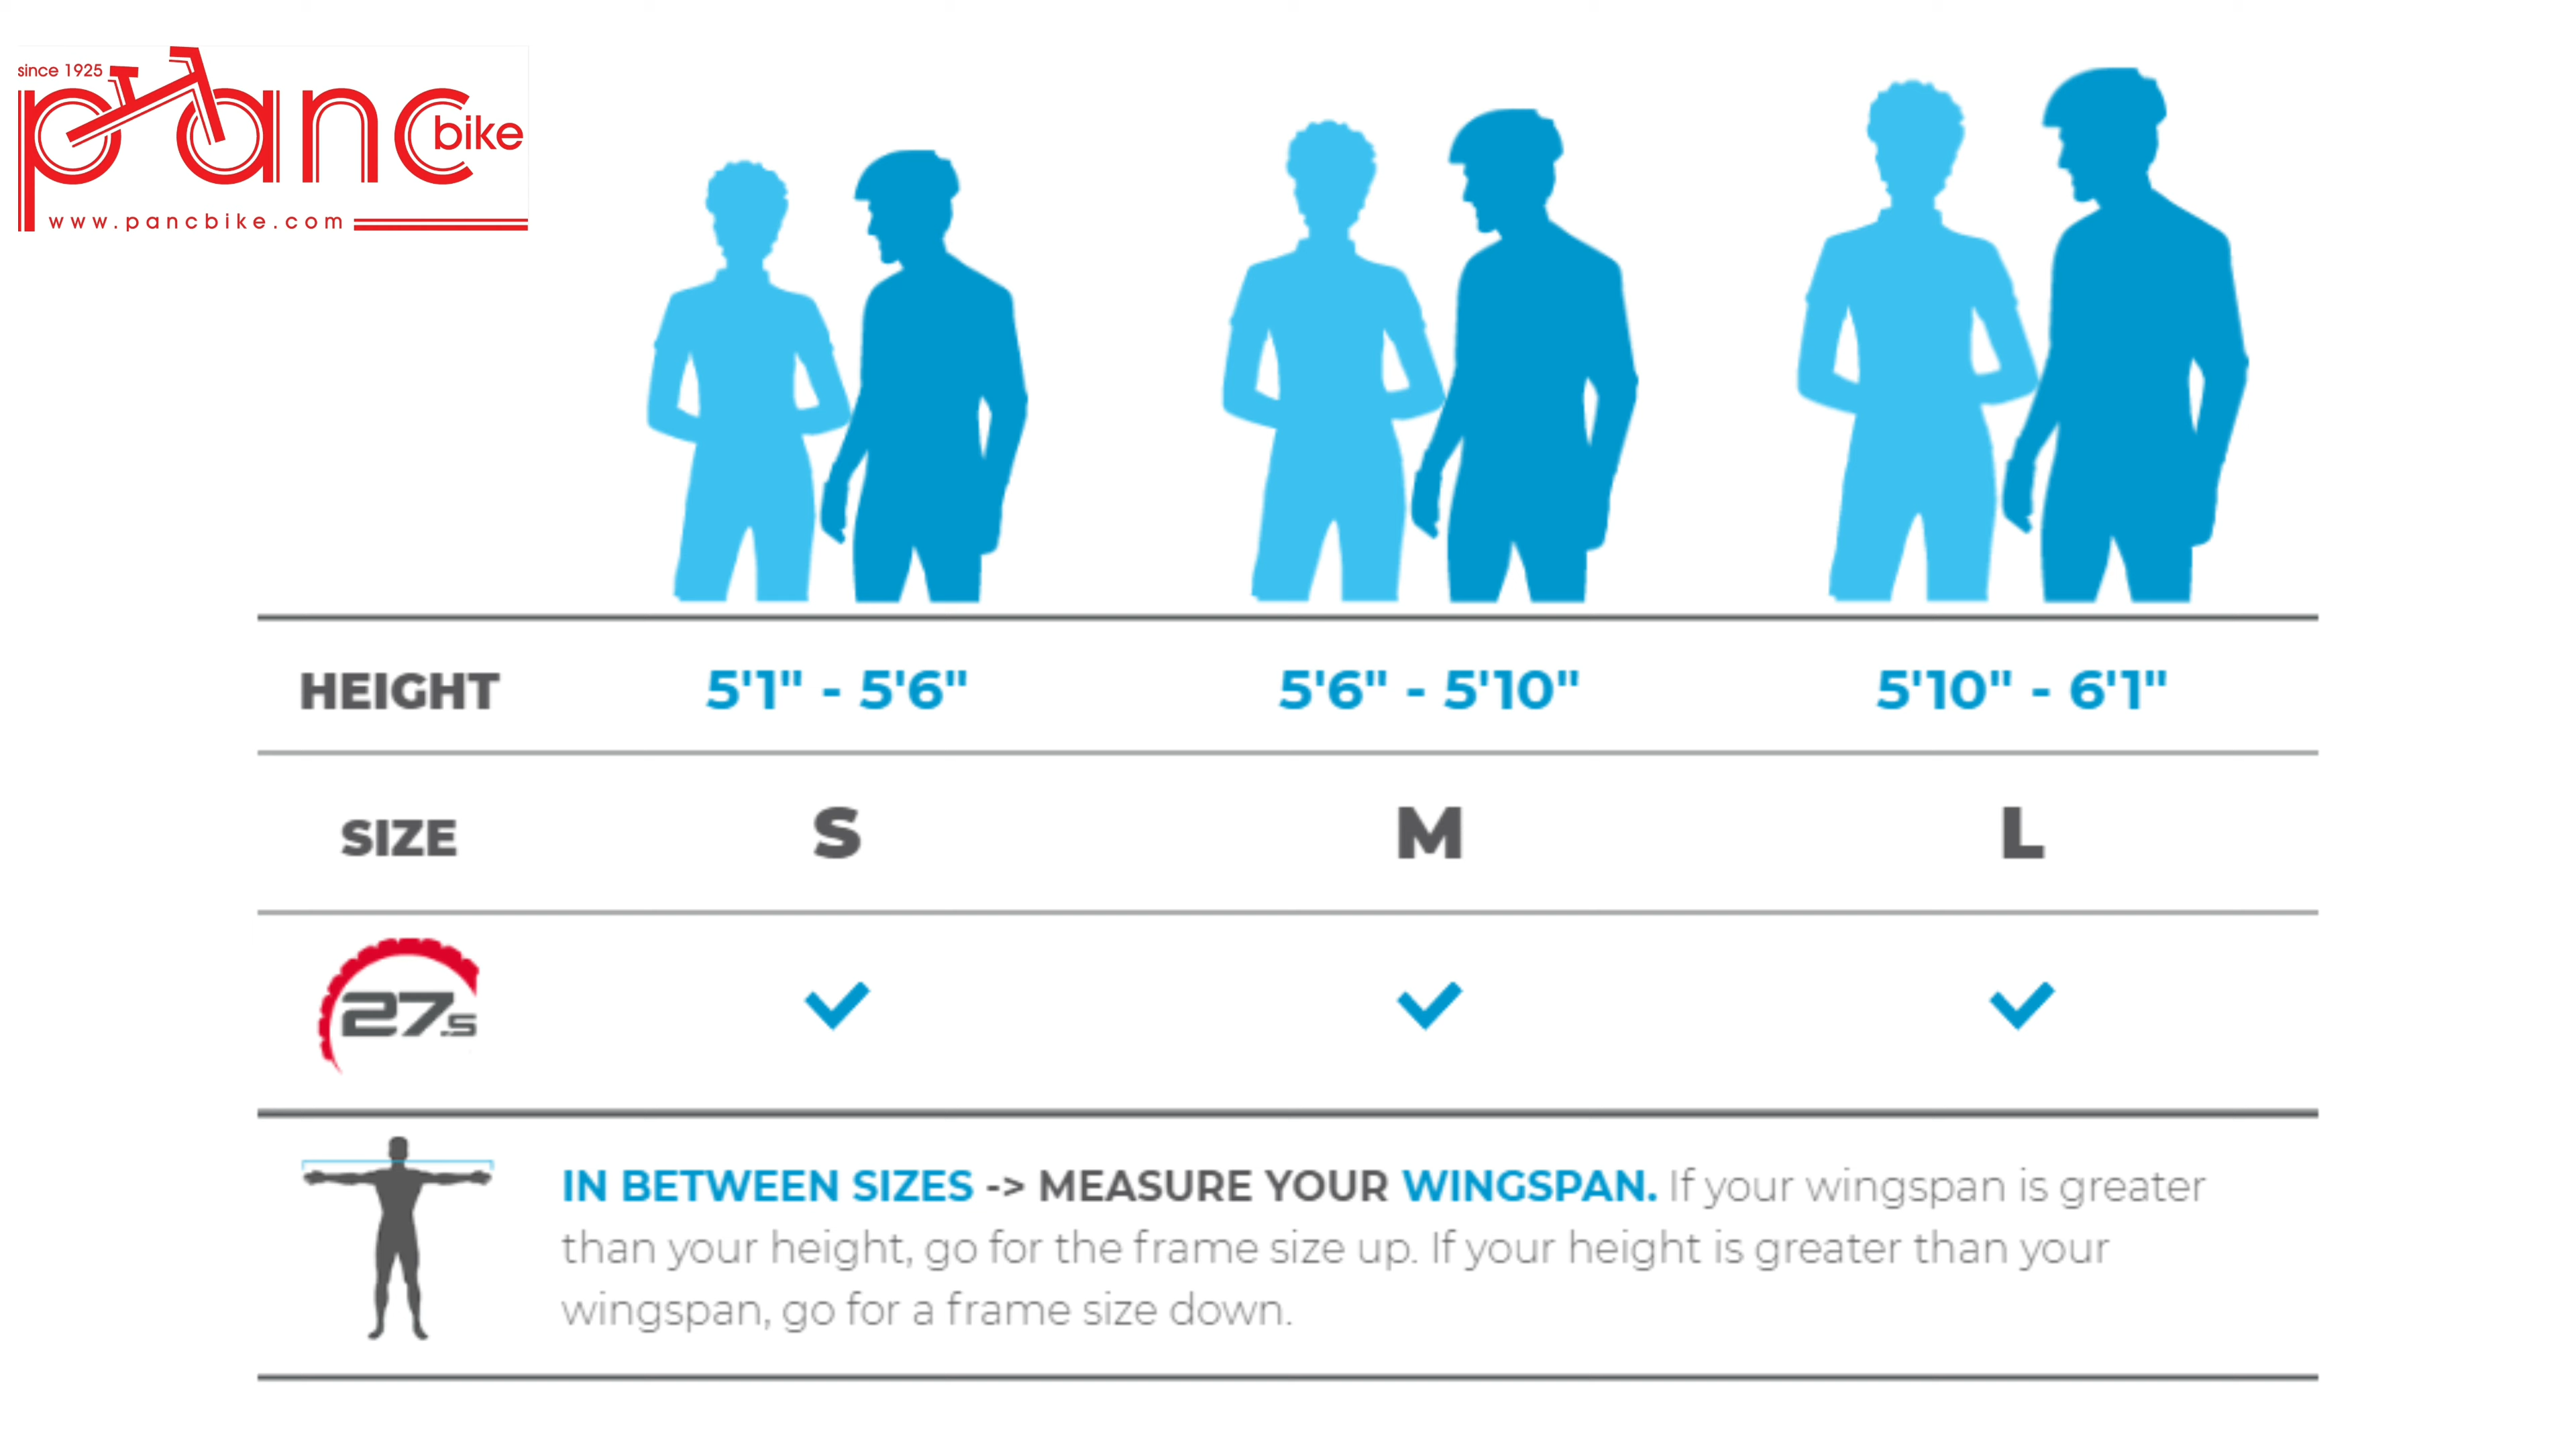 since 1925
panc bike
www.pancbike.com
HEIGHT 5'1" - 5'6" 5'6" - 5'10" 5'10" - 6'1"
SIZE S M L
27.5
IN BETWEEN SIZES -> MEASURE YOUR WINGSPAN. If your wingspan is greater
than your height, go for the frame size up. If your height is greater than your
wingspan, go for a frame size down.